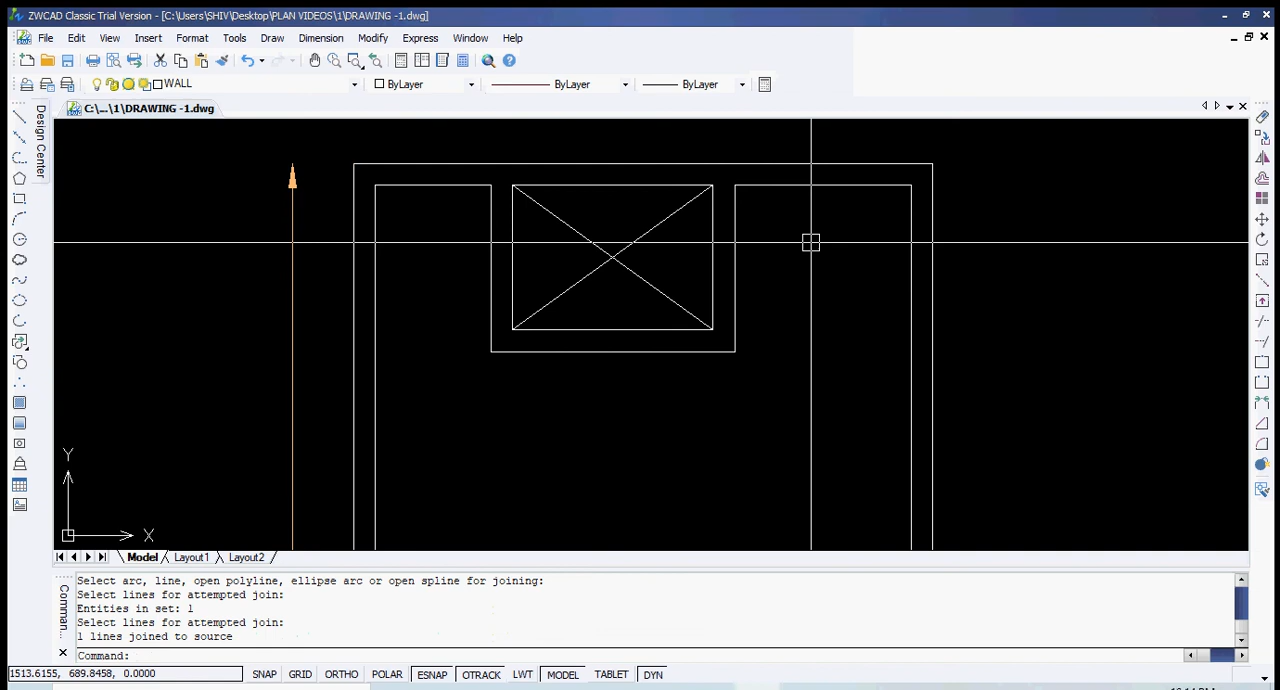 ZWCAD Classic Trial Version - [C:\Users\SHIV\Desktop\PLAN VIDEOS\1\DRAWING -1.dwg]
File Edit View Insert Format Tools Draw Dimension Modify Express Window Help
WALL ByLayer ByLayer ByLayer
C:\...\1\DRAWING -1.dwg
Design Center
Y
X
Model Layout1 Layout2
Select arc, line, open polyline, ellipse arc or open spline for joining:
Select lines for attempted join:
Entities in set: 1
Select lines for attempted join:
1 lines joined to source
Comman...
Command:
1513.6155, 689.8458, 0.0000 SNAP GRID ORTHO POLAR ESNAP OTRACK LWT MODEL TABLET DYN